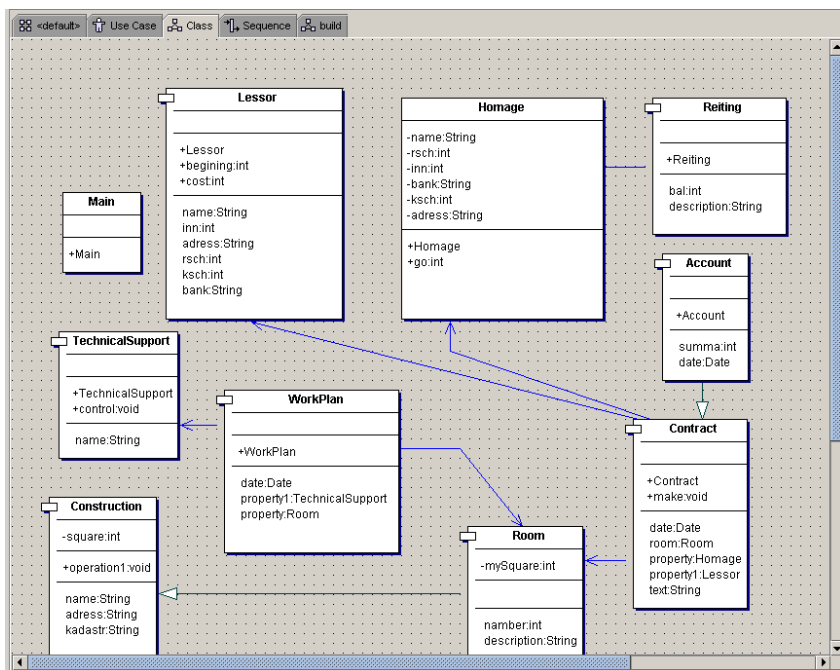 <default> Use Case Class Sequence build
Lessor
+Lessor
+begining:int
+cost:int
name:String
inn:int
adress:String
rsch:int
ksch:int
bank:String
Homage
-name:String
-rsch:int
-inn:int
-bank:String
-ksch:int
-adress:String
+Homage
+go:int
Reiting
+Reiting
bal:int
description:String
Main
+Main
Account
+Account
summa:int
date:Date
TechnicalSupport
+TechnicalSupport
+control:void
name:String
WorkPlan
+WorkPlan
date:Date
property1:TechnicalSupport
property:Room
Contract
+Contract
+make:void
date:Date
room:Room
property:Homage
property1:Lessor
text:String
Construction
-square:int
+operation1:void
name:String
adress:String
kadastr:String
Room
-mySquare:int
namber:int
description:String